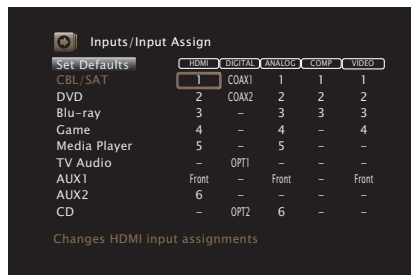 Inputs/Input Assign
Set Defaults HDMI DIGITAL ANALOG COMP VIDEO
CBL/SAT 1 COAX1 1 1 1
DVD 2 COAX2 2 2 2
Blu-ray 3 – 3 3 3
Game 4 – 4 – 4
Media Player 5 – 5 – –
TV Audio – OPT1 – – –
AUX1 Front – Front – Front
AUX2 6 – – – –
CD – OPT2 6 – –
Changes HDMI input assignments